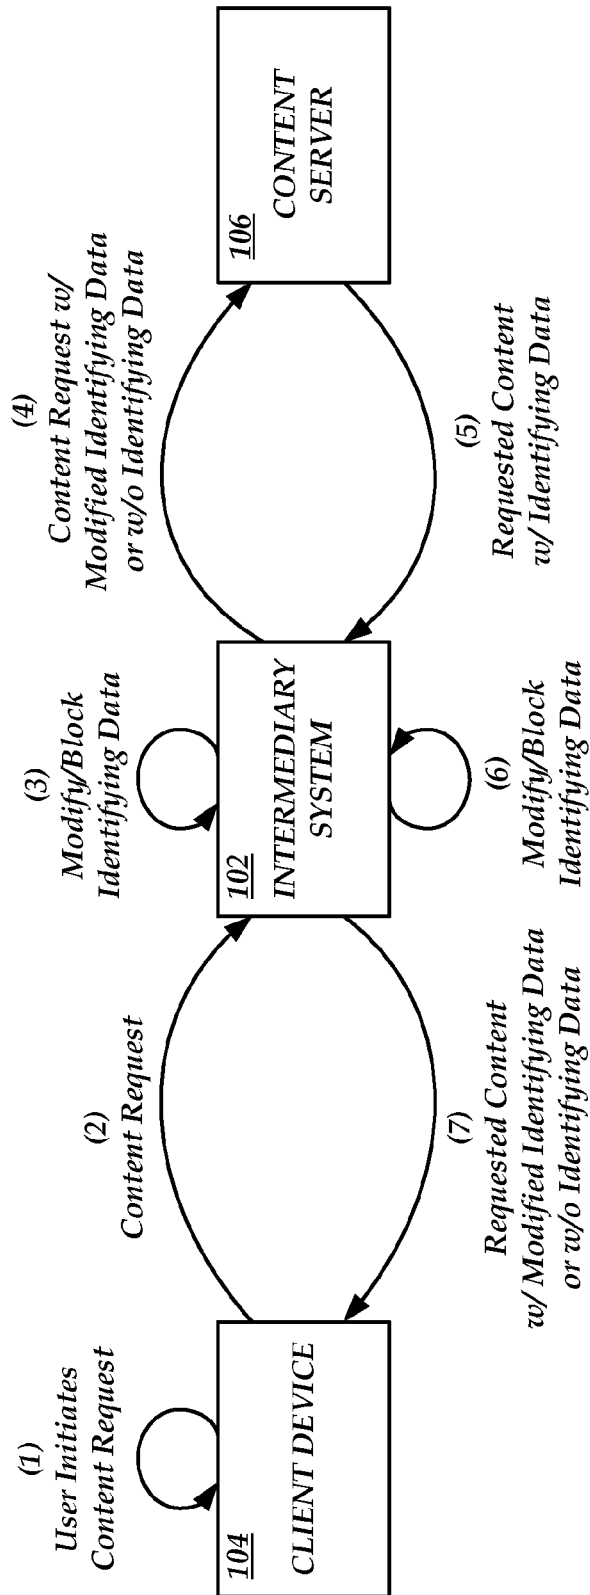 (1)
User Initiates
Content Request
104
CLIENT DEVICE
(2)
Content Request
(3)
Modify/Block
Identifying Data
102
INTERMEDIARY
SYSTEM
(4)
Content Request w/
Modified Identifying Data
or w/o Identifying Data
106
CONTENT
SERVER
(5)
Requested Content
w/ Identifying Data
(6)
Modify/Block
Identifying Data
(7)
Requested Content
w/ Modified Identifying Data
or w/o Identifying Data